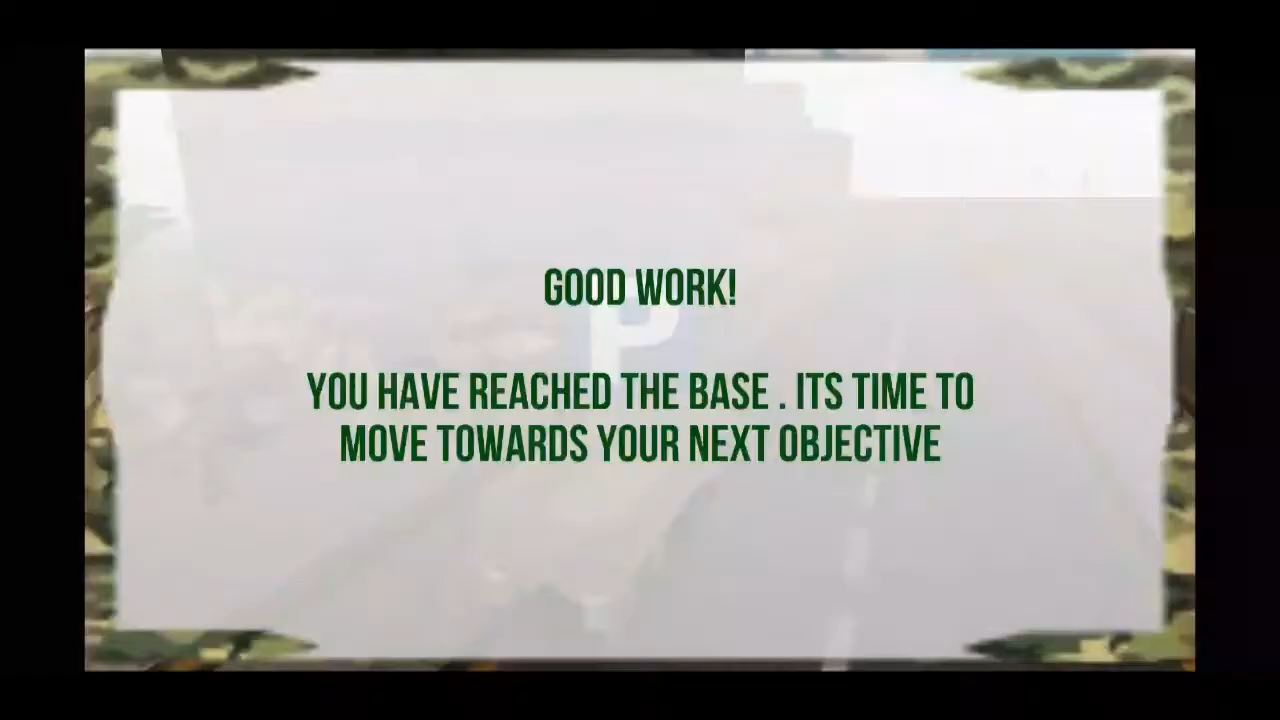 GOOD WORK!
P
YOU HAVE REACHED THE BASE . ITS TIME TO
MOVE TOWARDS YOUR NEXT OBJECTIVE